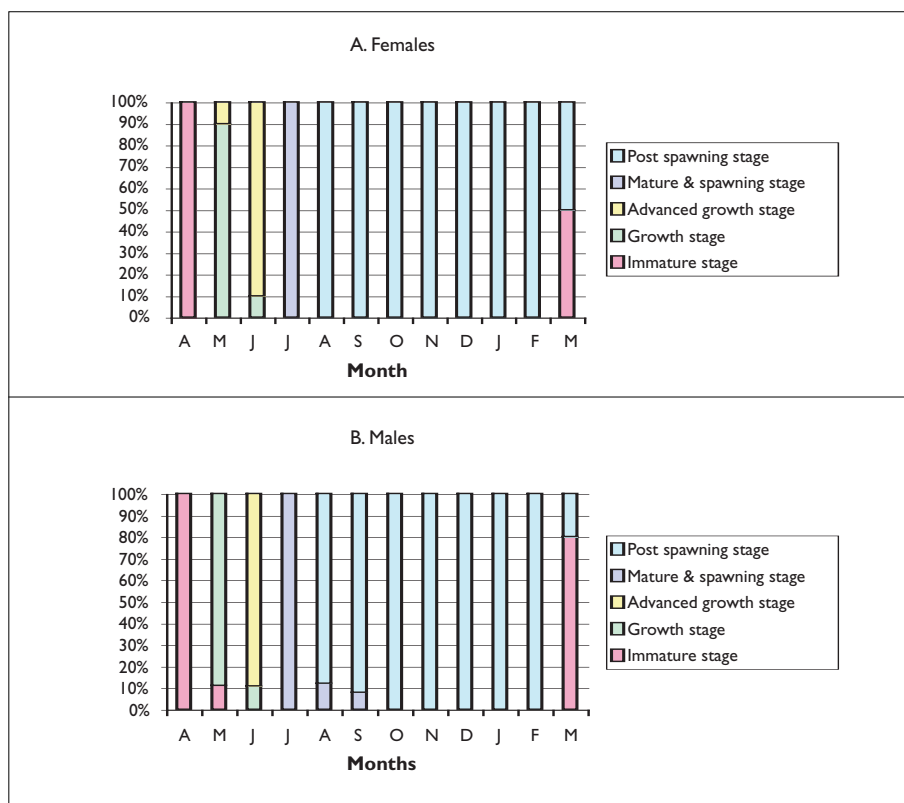 A. Females
100%
90%
80%
70%
60%
50%
40%
30%
20%
10%
0%
A M J J A S O N D J F M
Month
Post spawning stage
Mature & spawning stage
Advanced growth stage
Growth stage
Immature stage
B. Males
100%
90%
80%
70%
60%
50%
40%
30%
20%
10%
0%
A M J J A S O N D J F M
Months
Post spawning stage
Mature & spawning stage
Advanced growth stage
Growth stage
Immature stage